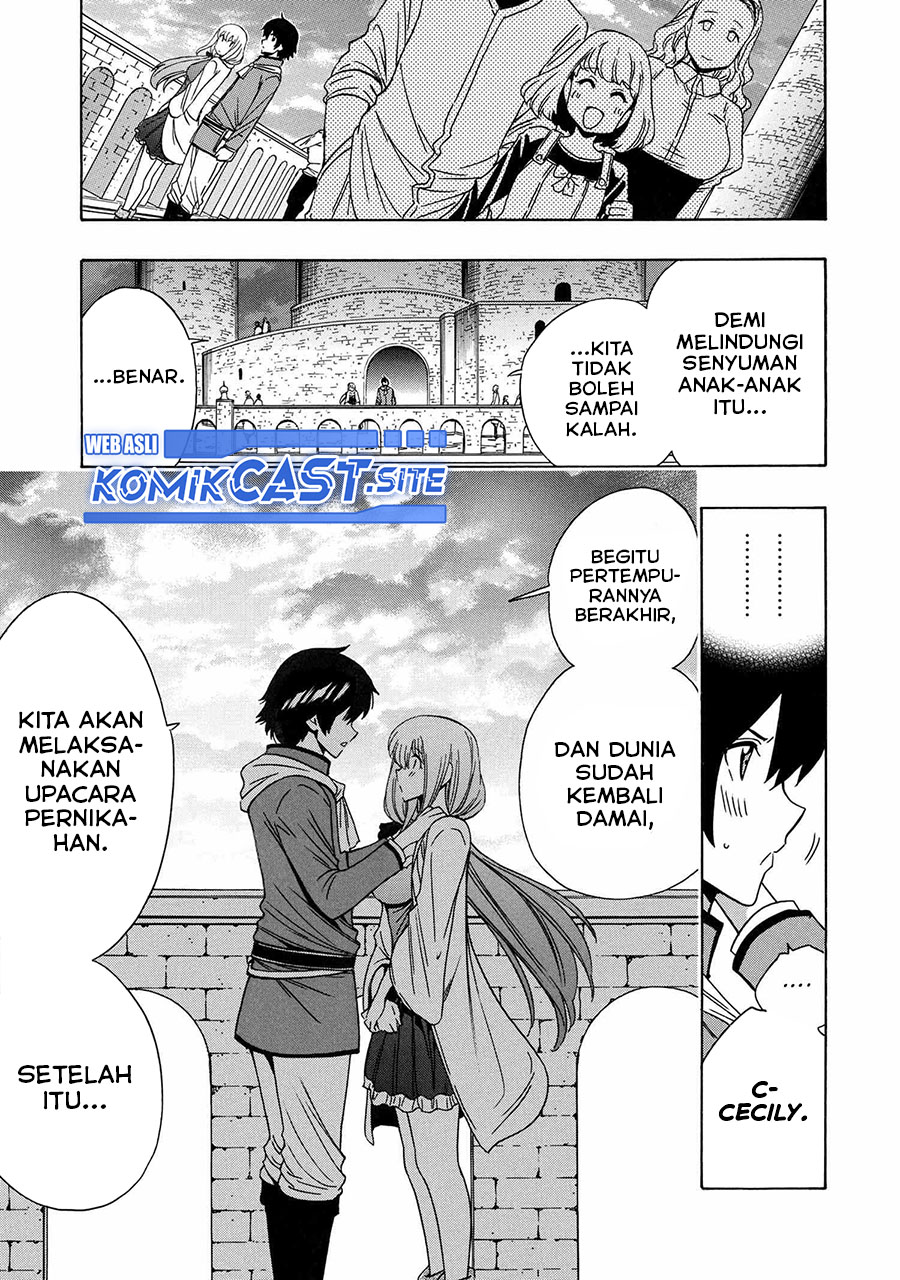 DEMI
MELINDUNGI
SENYUMAN
ANAK-ANAK
ITU...
...KITA
TIDAK
BOLEH
SAMPAI
KALAH.
...BENAR.
WEB ASLI
KOMIKCAST.SITE
..........
..........
....
C-
CECILY.
BEGITU
PERTEMPU-
RANNYA
BERAKHIR,
DAN DUNIA
SUDAH
KEMBALI
DAMAI,
KITA AKAN
MELAKSA-
NAKAN
UPACARA
PERNIKA-
HAN.
SETELAH
ITU...